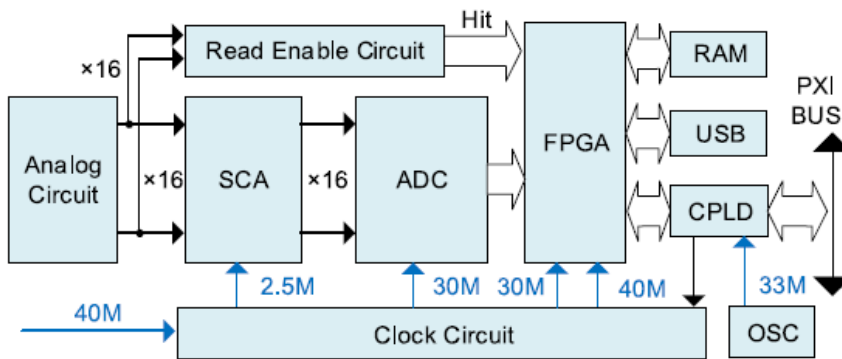 Hit
Read Enable Circuit
RAM
×16
PXI
BUS
Analog
Circuit
×16
SCA
×16
ADC
FPGA
USB
CPLD
2.5M
30M
30M
40M
33M
40M
Clock Circuit
OSC